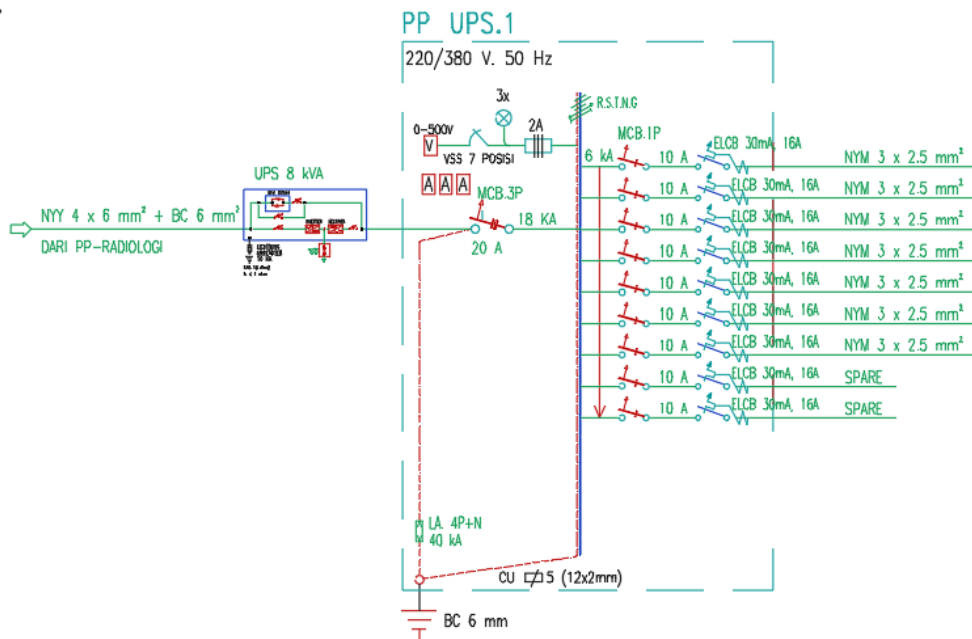 PP UPS.1
220/380 V. 50 Hz
3x
R.S.T.N.G
0-500V
V
2A
VSS 7 POSISI
MCB.1P
6 kA
10 A
ELCB 30mA, 16A
NYM 3 x 2.5 mm²
UPS 8 kVA
A A A
MCB.3P
10 A
ELCB 30mA, 16A
NYM 3 x 2.5 mm²
NYY 4 x 6 mm² + BC 6 mm²
DARI PP-RADIOLOGI
18 KA
20 A
10 A
ELCB 30mA, 16A
NYM 3 x 2.5 mm²
10 A
ELCB 30mA, 16A
NYM 3 x 2.5 mm²
10 A
ELCB 30mA, 16A
NYM 3 x 2.5 mm²
10 A
ELCB 30mA, 16A
NYM 3 x 2.5 mm²
10 A
ELCB 30mA, 16A
NYM 3 x 2.5 mm²
10 A
ELCB 30mA, 16A
SPARE
10 A
ELCB 30mA, 16A
SPARE
LA. 4P+N
40 kA
CU 5 (12x2mm)
BC 6 mm